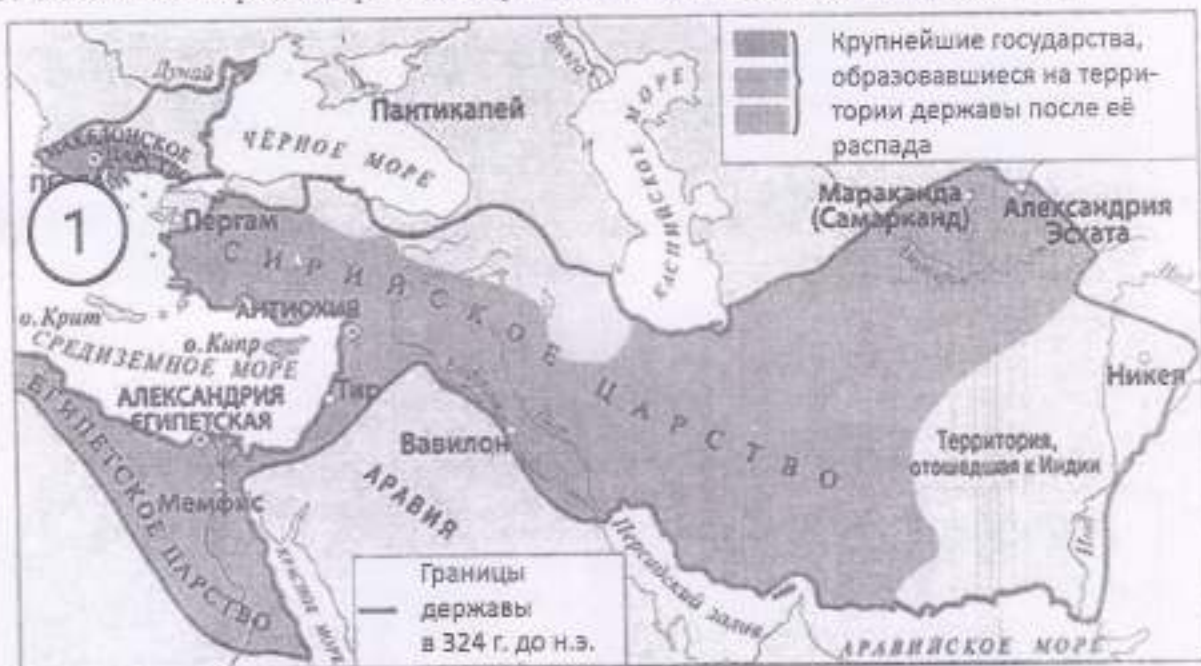 Крупнейшие государства,
образовавшиеся на терри-
тории державы после её
распада
Дунай
Волга
Пантикапей
ЧЁРНОЕ МОРЕ
МАКЕДОНСКОЕ
ЦАРСТВО
КАСПИЙСКОЕ МОРЕ
Мараканда
(Самарканд)
Александрия
Эсхата
1
Пергам
СИРИЙСКОЕ ЦАРСТВО
АНТИОХИЯ
о.Крит
о.Кипр
СРЕДИЗЕМНОЕ МОРЕ
Никея
Тир
АЛЕКСАНДРИЯ
ЕГИПЕТСКАЯ
Вавилон
Территория,
отошедшая к Индии
АРАВИЯ
Мемфис
ЕГИПЕТСКОЕ ЦАРСТВО
КРАСНОЕ МОРЕ
Персидский залив
Инд
АРАВИЙСКОЕ МОРЕ
Границы
державы
в 324 г. до н.э.